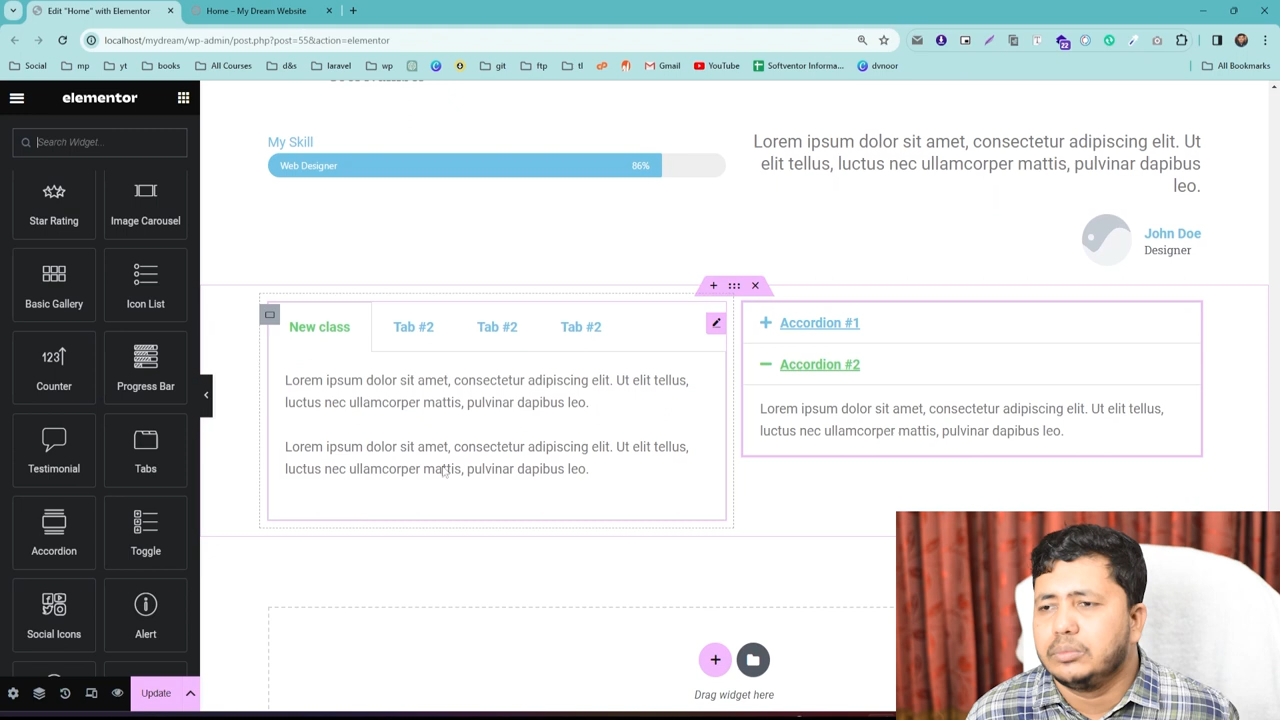 Edit "Home" with Elementor
Home – My Dream Website
localhost/mydream/wp-admin/post.php?post=55&action=elementor
22
Social
mp
yt
books
All Courses
d&s
laravel
wp
git
ftp
tl
Gmail
YouTube
Softventor Informa...
dvnoor
All Bookmarks
elementor
Search Widget...
Star Rating
Image Carousel
Basic Gallery
Icon List
Counter
Progress Bar
Testimonial
Tabs
Accordion
Toggle
Social Icons
Alert
Update
My Skill
Web Designer 86%
Lorem ipsum dolor sit amet, consectetur adipiscing elit. Ut
elit tellus, luctus nec ullamcorper mattis, pulvinar dapibus
leo.
John Doe
Designer
New class
Tab #2
Tab #2
Tab #2
Lorem ipsum dolor sit amet, consectetur adipiscing elit. Ut elit tellus,
luctus nec ullamcorper mattis, pulvinar dapibus leo.
Lorem ipsum dolor sit amet, consectetur adipiscing elit. Ut elit tellus,
luctus nec ullamcorper mattis, pulvinar dapibus leo.
Accordion #1
Accordion #2
Lorem ipsum dolor sit amet, consectetur adipiscing elit. Ut elit tellus,
luctus nec ullamcorper mattis, pulvinar dapibus leo.
Drag widget here